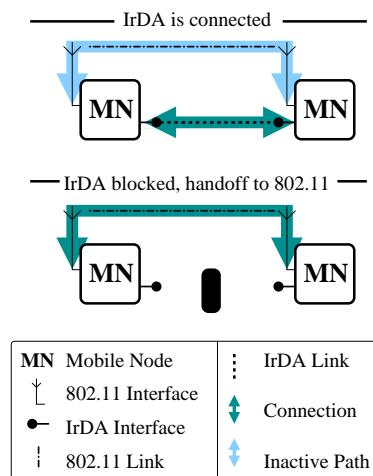 IrDA is connected
MN MN
IrDA blocked, handoff to 802.11
MN MN
MN Mobile Node
802.11 Interface
IrDA Interface
802.11 Link
IrDA Link
Connection
Inactive Path